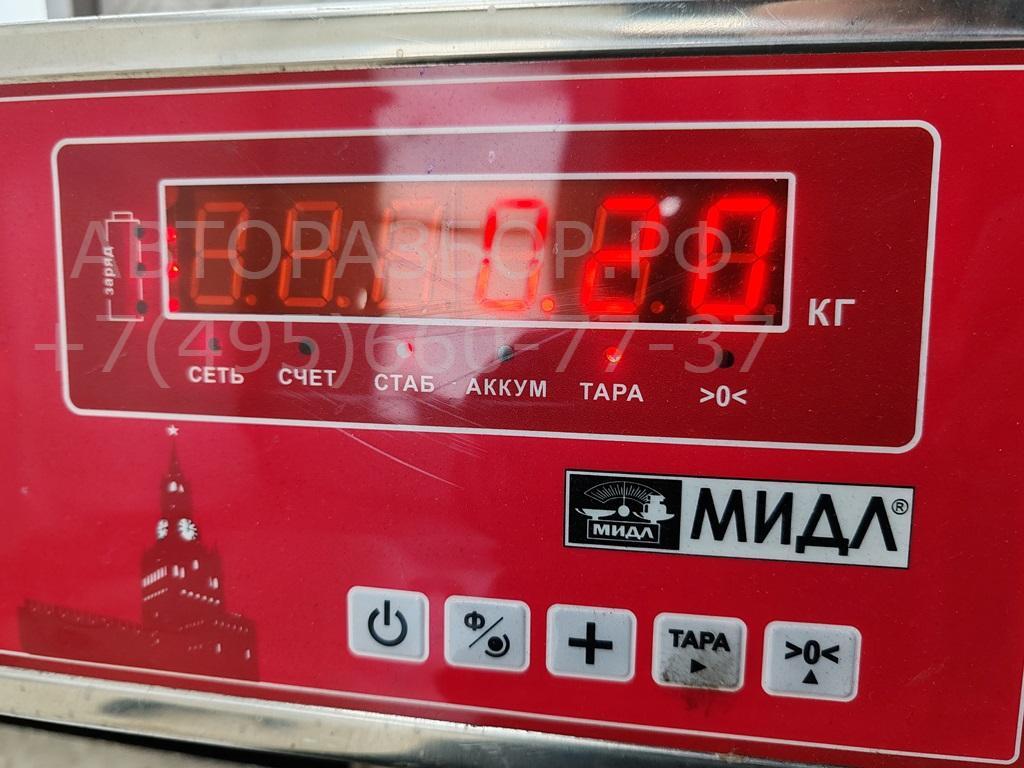 АВТОРАЗБОР.РФ
+7(495)660-77-37
заряд
0.20
КГ
СЕТЬ СЧЕТ СТАБ АККУМ ТАРА >0<
МИДЛ МИДЛ®
Ф ТАРА >0<